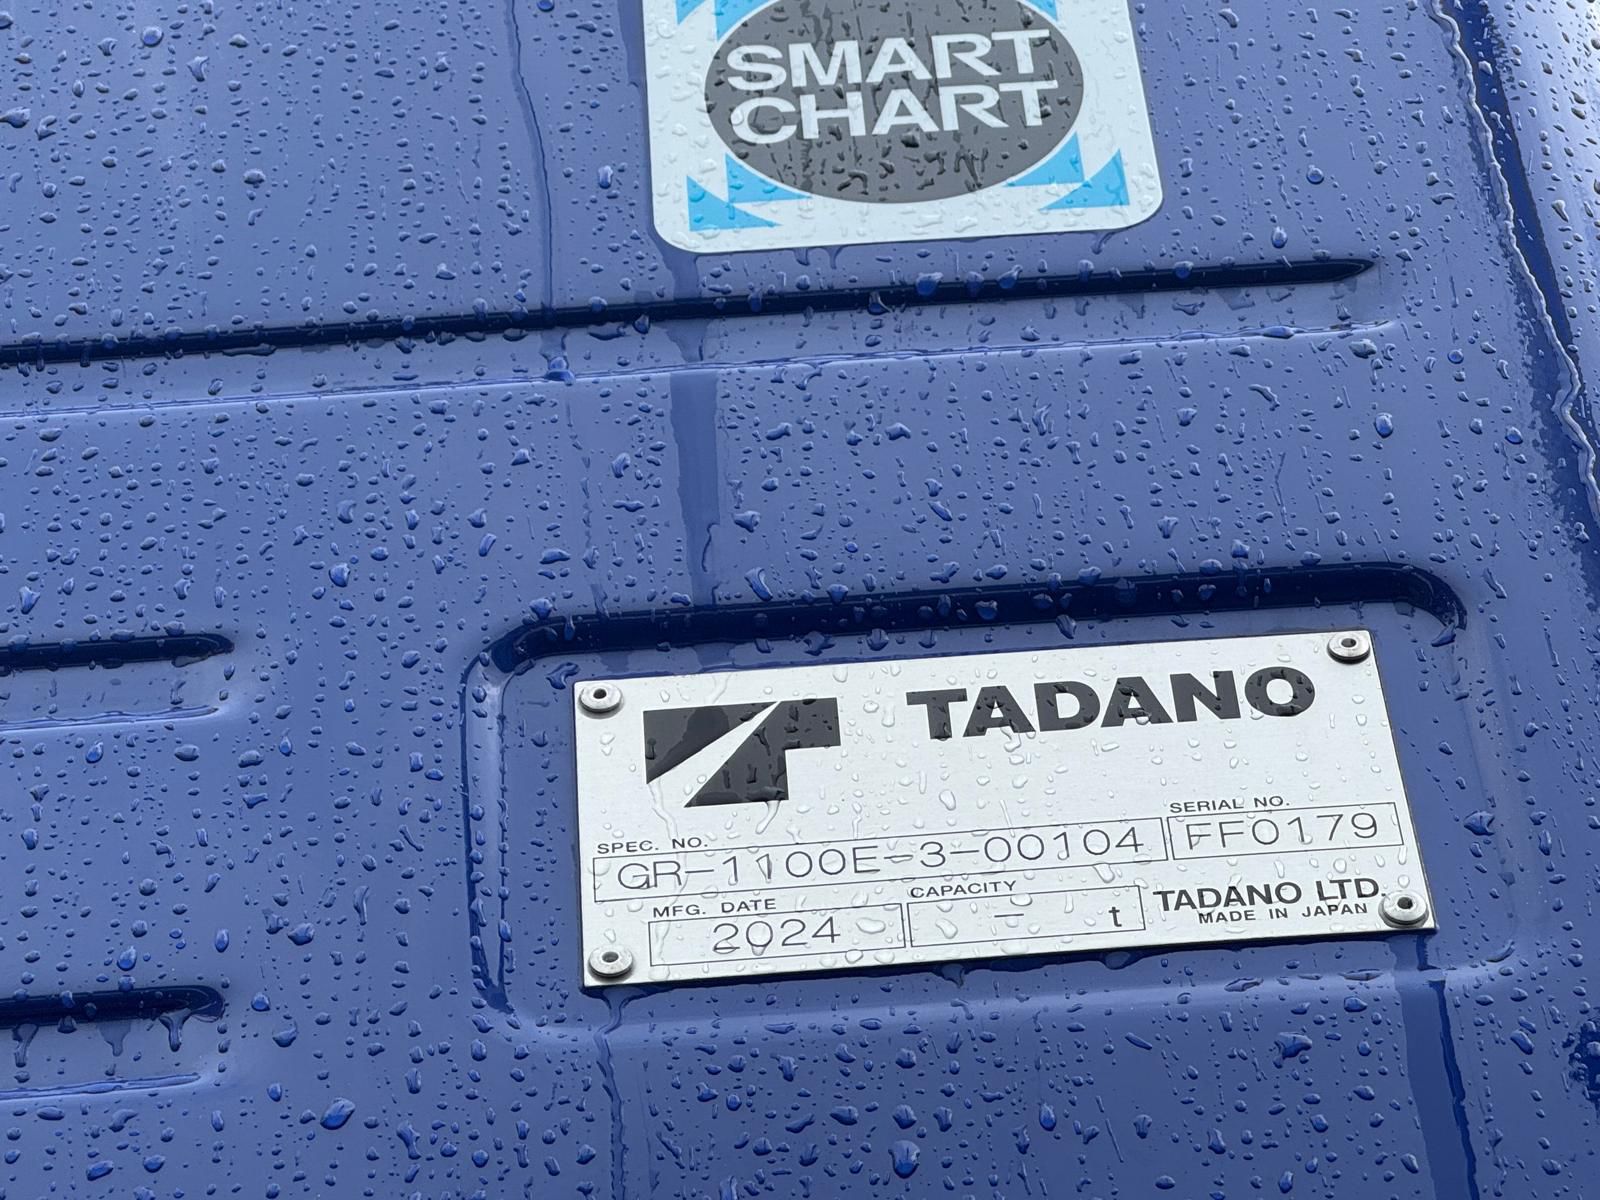 SMART
CHART
TADANO
SPEC. NO.
GR-1100E-3-00104
SERIAL NO.
FF0179
MFG. DATE
2024
CAPACITY
— t
TADANO LTD.
MADE IN JAPAN